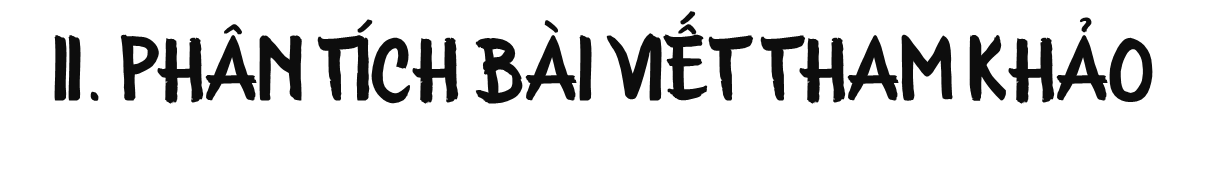 II. PHÂN TÍCH BÀI VIẾT THAM KHẢO